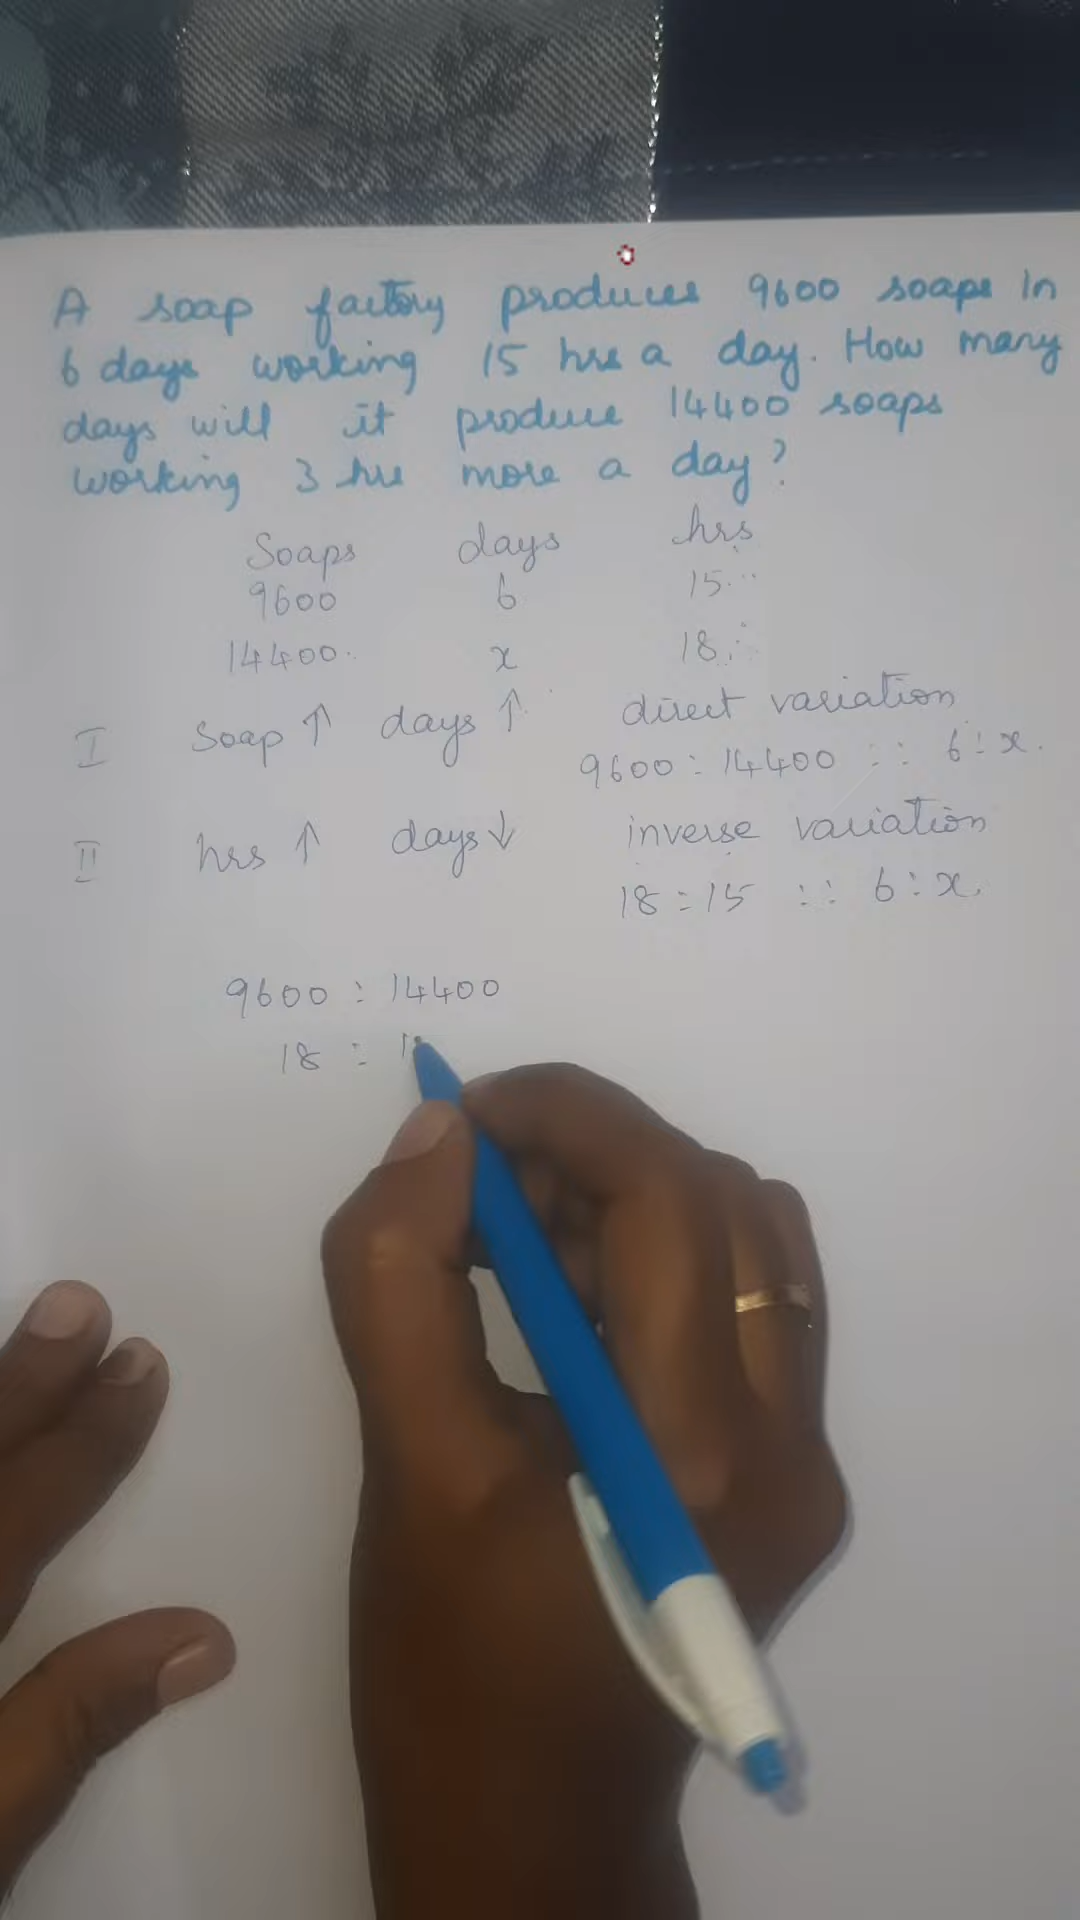 A soap factory produces 9600 soaps in
6 days working 15 hrs a day. How many
days will it produce 14400 soaps
working 3 hrs more a day?
Soaps days hrs
9600 6 15
14400 x 18
I Soap ↑ days ↑ direct variation
9600 : 14400 :: 6 : x.
II hrs ↑ days ↓ inverse variation
18 : 15 :: 6 : x.
9600 : 14400
18 : 1